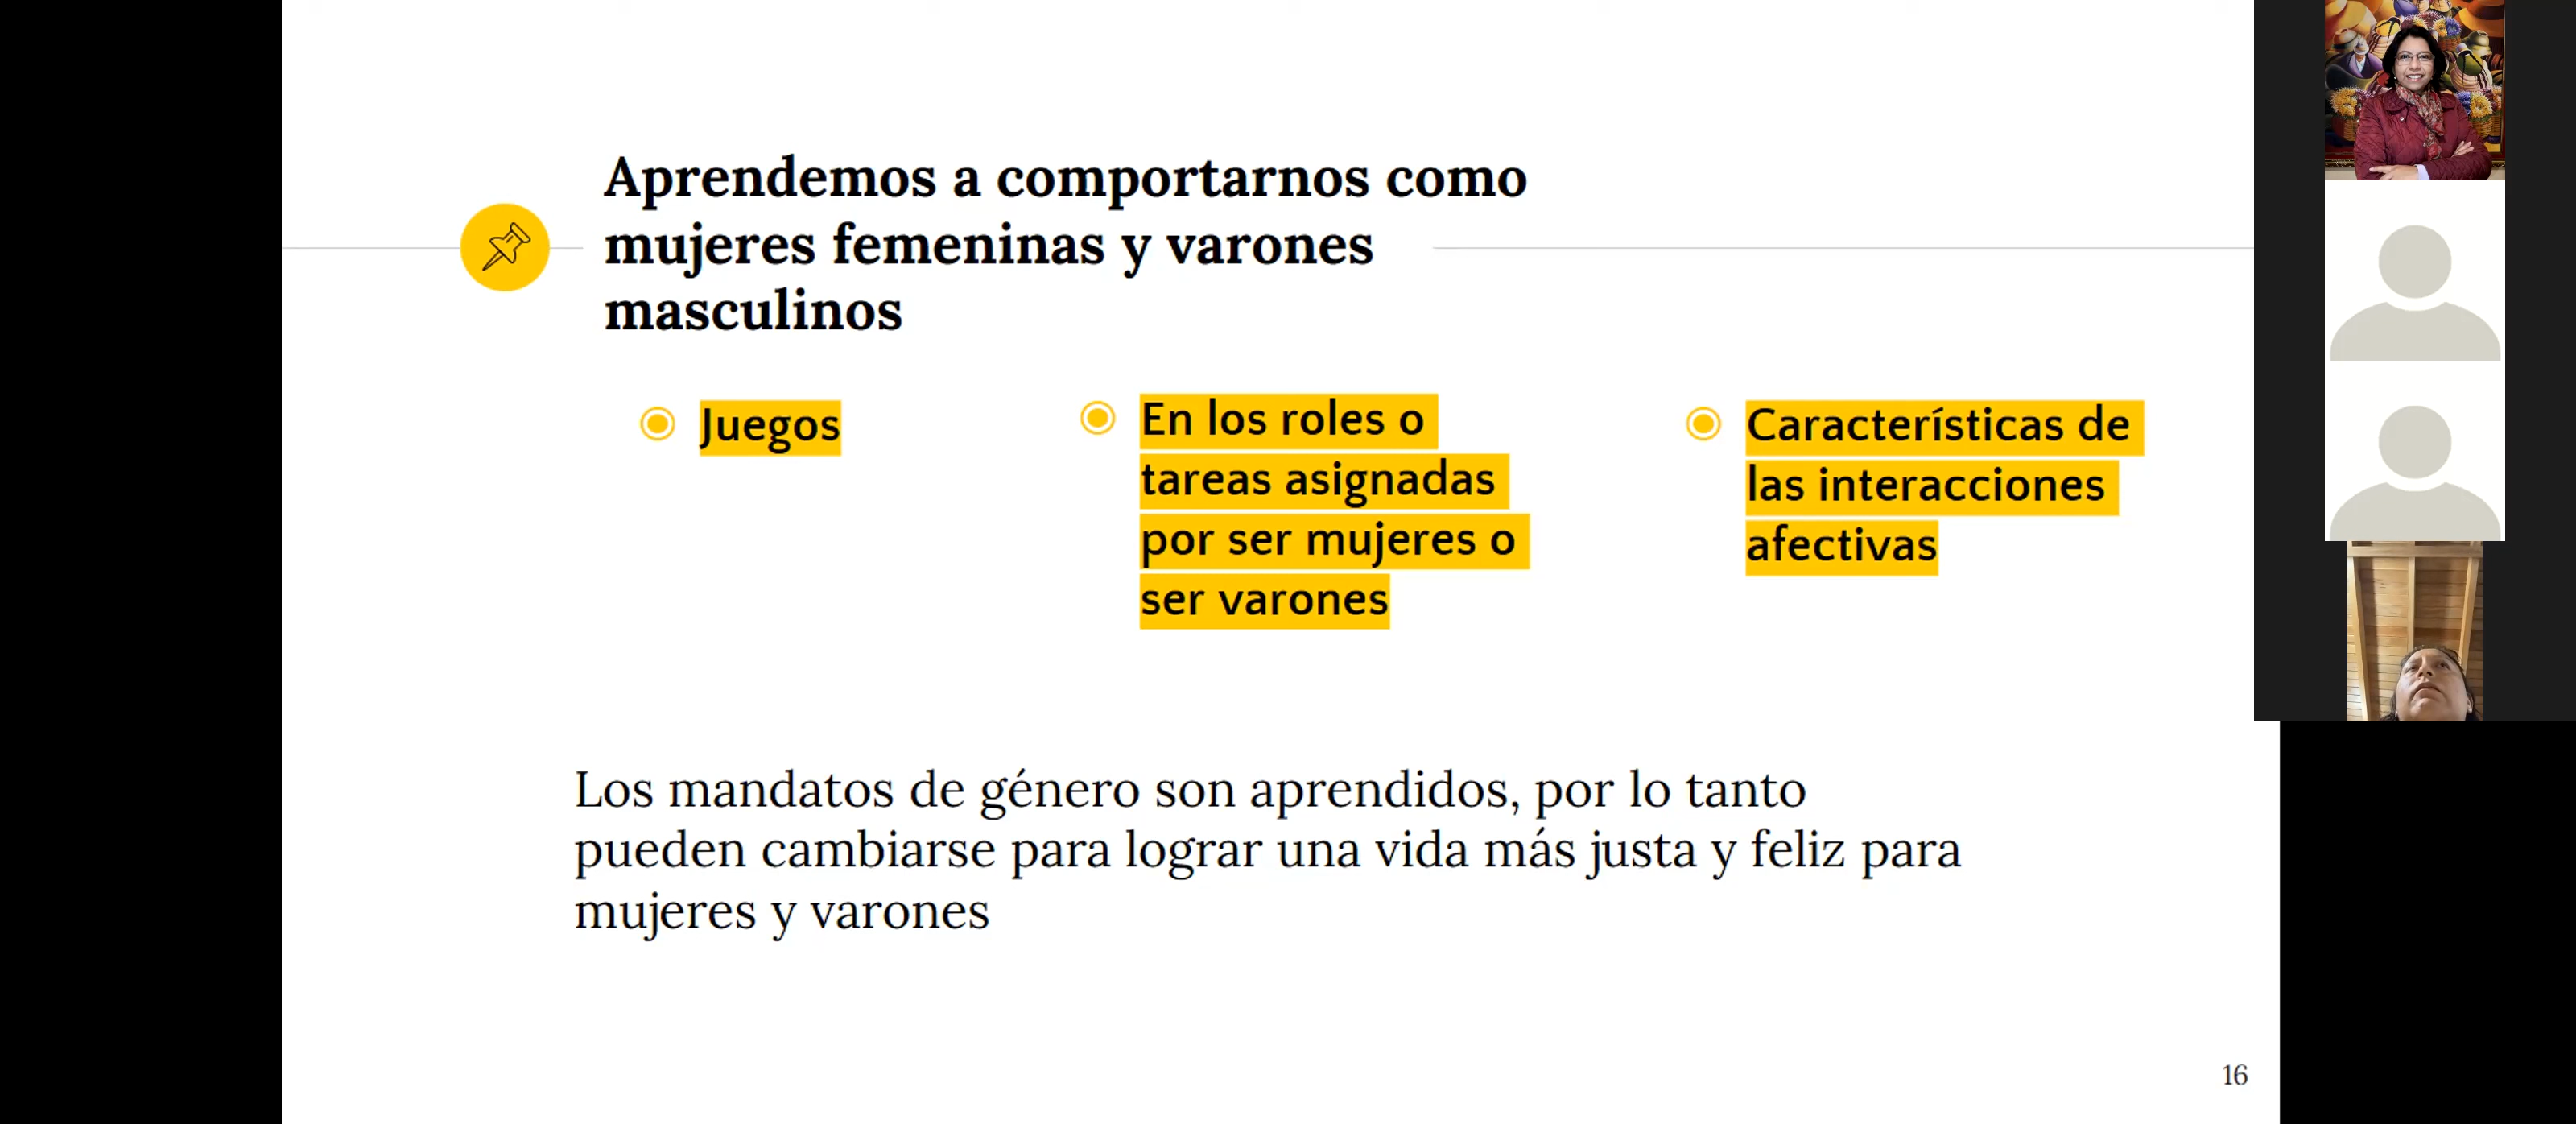 Aprendemos a comportarnos como
mujeres femeninas y varones
masculinos
Juegos
En los roles o
tareas asignadas
por ser mujeres o
ser varones
Características de
las interacciones
afectivas
Los mandatos de género son aprendidos, por lo tanto
pueden cambiarse para lograr una vida más justa y feliz para
mujeres y varones
16